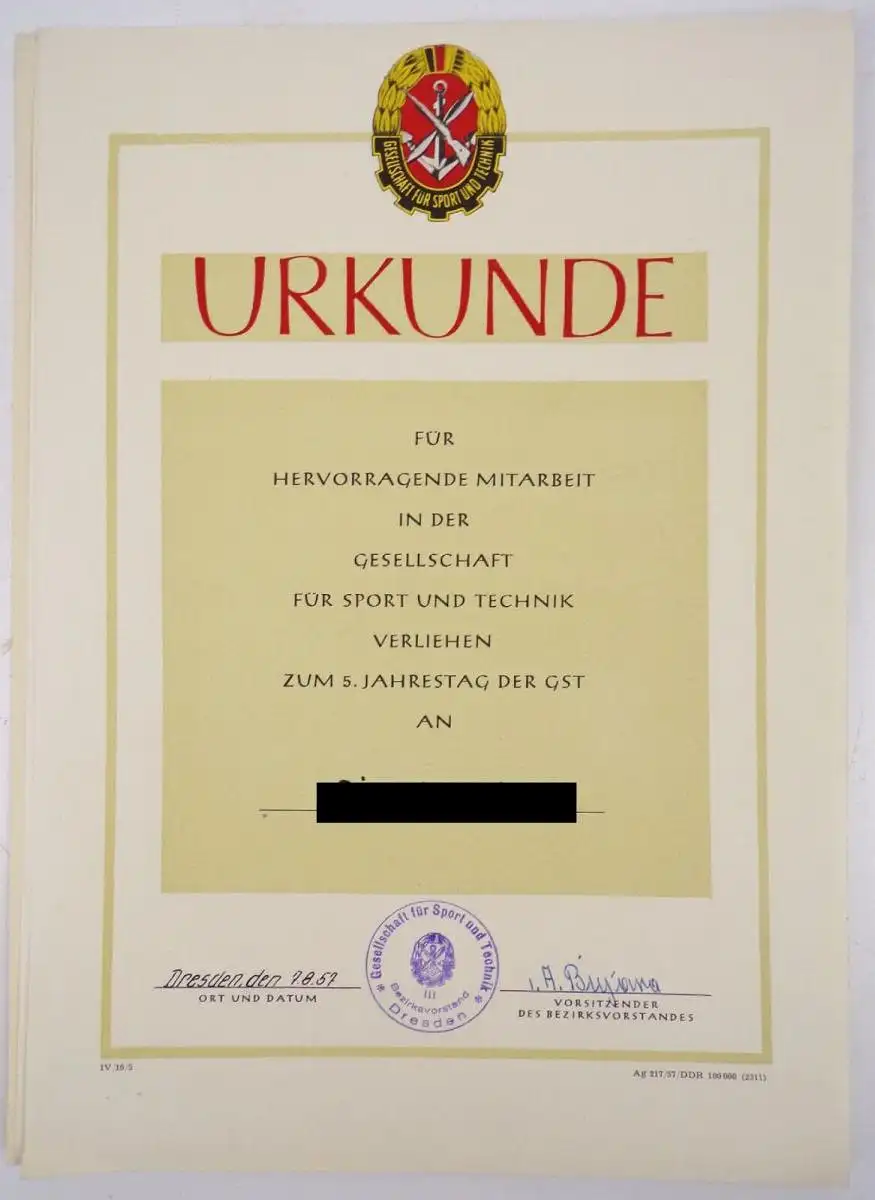 GESELLSCHAFT FÜR SPORT UND TECHNIK
URKUNDE
FÜR
HERVORRAGENDE MITARBEIT
IN DER
GESELLSCHAFT
FÜR SPORT UND TECHNIK
VERLIEHEN
ZUM 5. JAHRESTAG DER GST
AN
Dresden, den 7.8.57
ORT UND DATUM
* Gesellschaft für Sport und Technik *
III
Bezirksvorstand
Dresden
i. A.
VORSITZENDER
DES BEZIRKSVORSTANDES
IV/10/5
Ag 217/57/DDR 100 000 (2311)